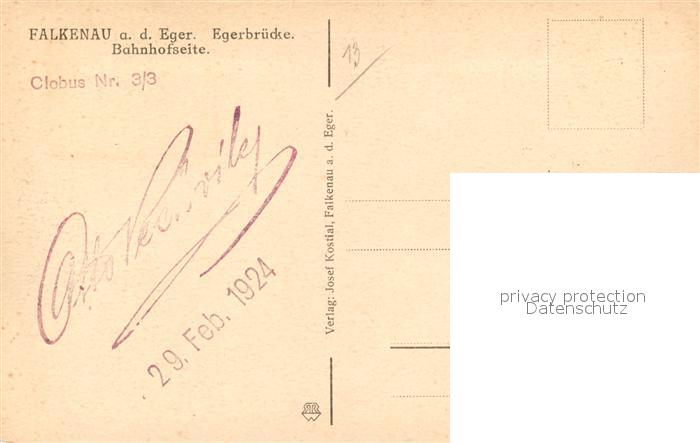 FALKENAU a. d. Eger. Egerbrücke.
Bahnhofseite.
Clobus Nr. 3/3
13
Otto
29. Feb. 1924
Verlag: Josef Kostial, Falkenau a. d. Eger.
privacy protection
Datenschutz